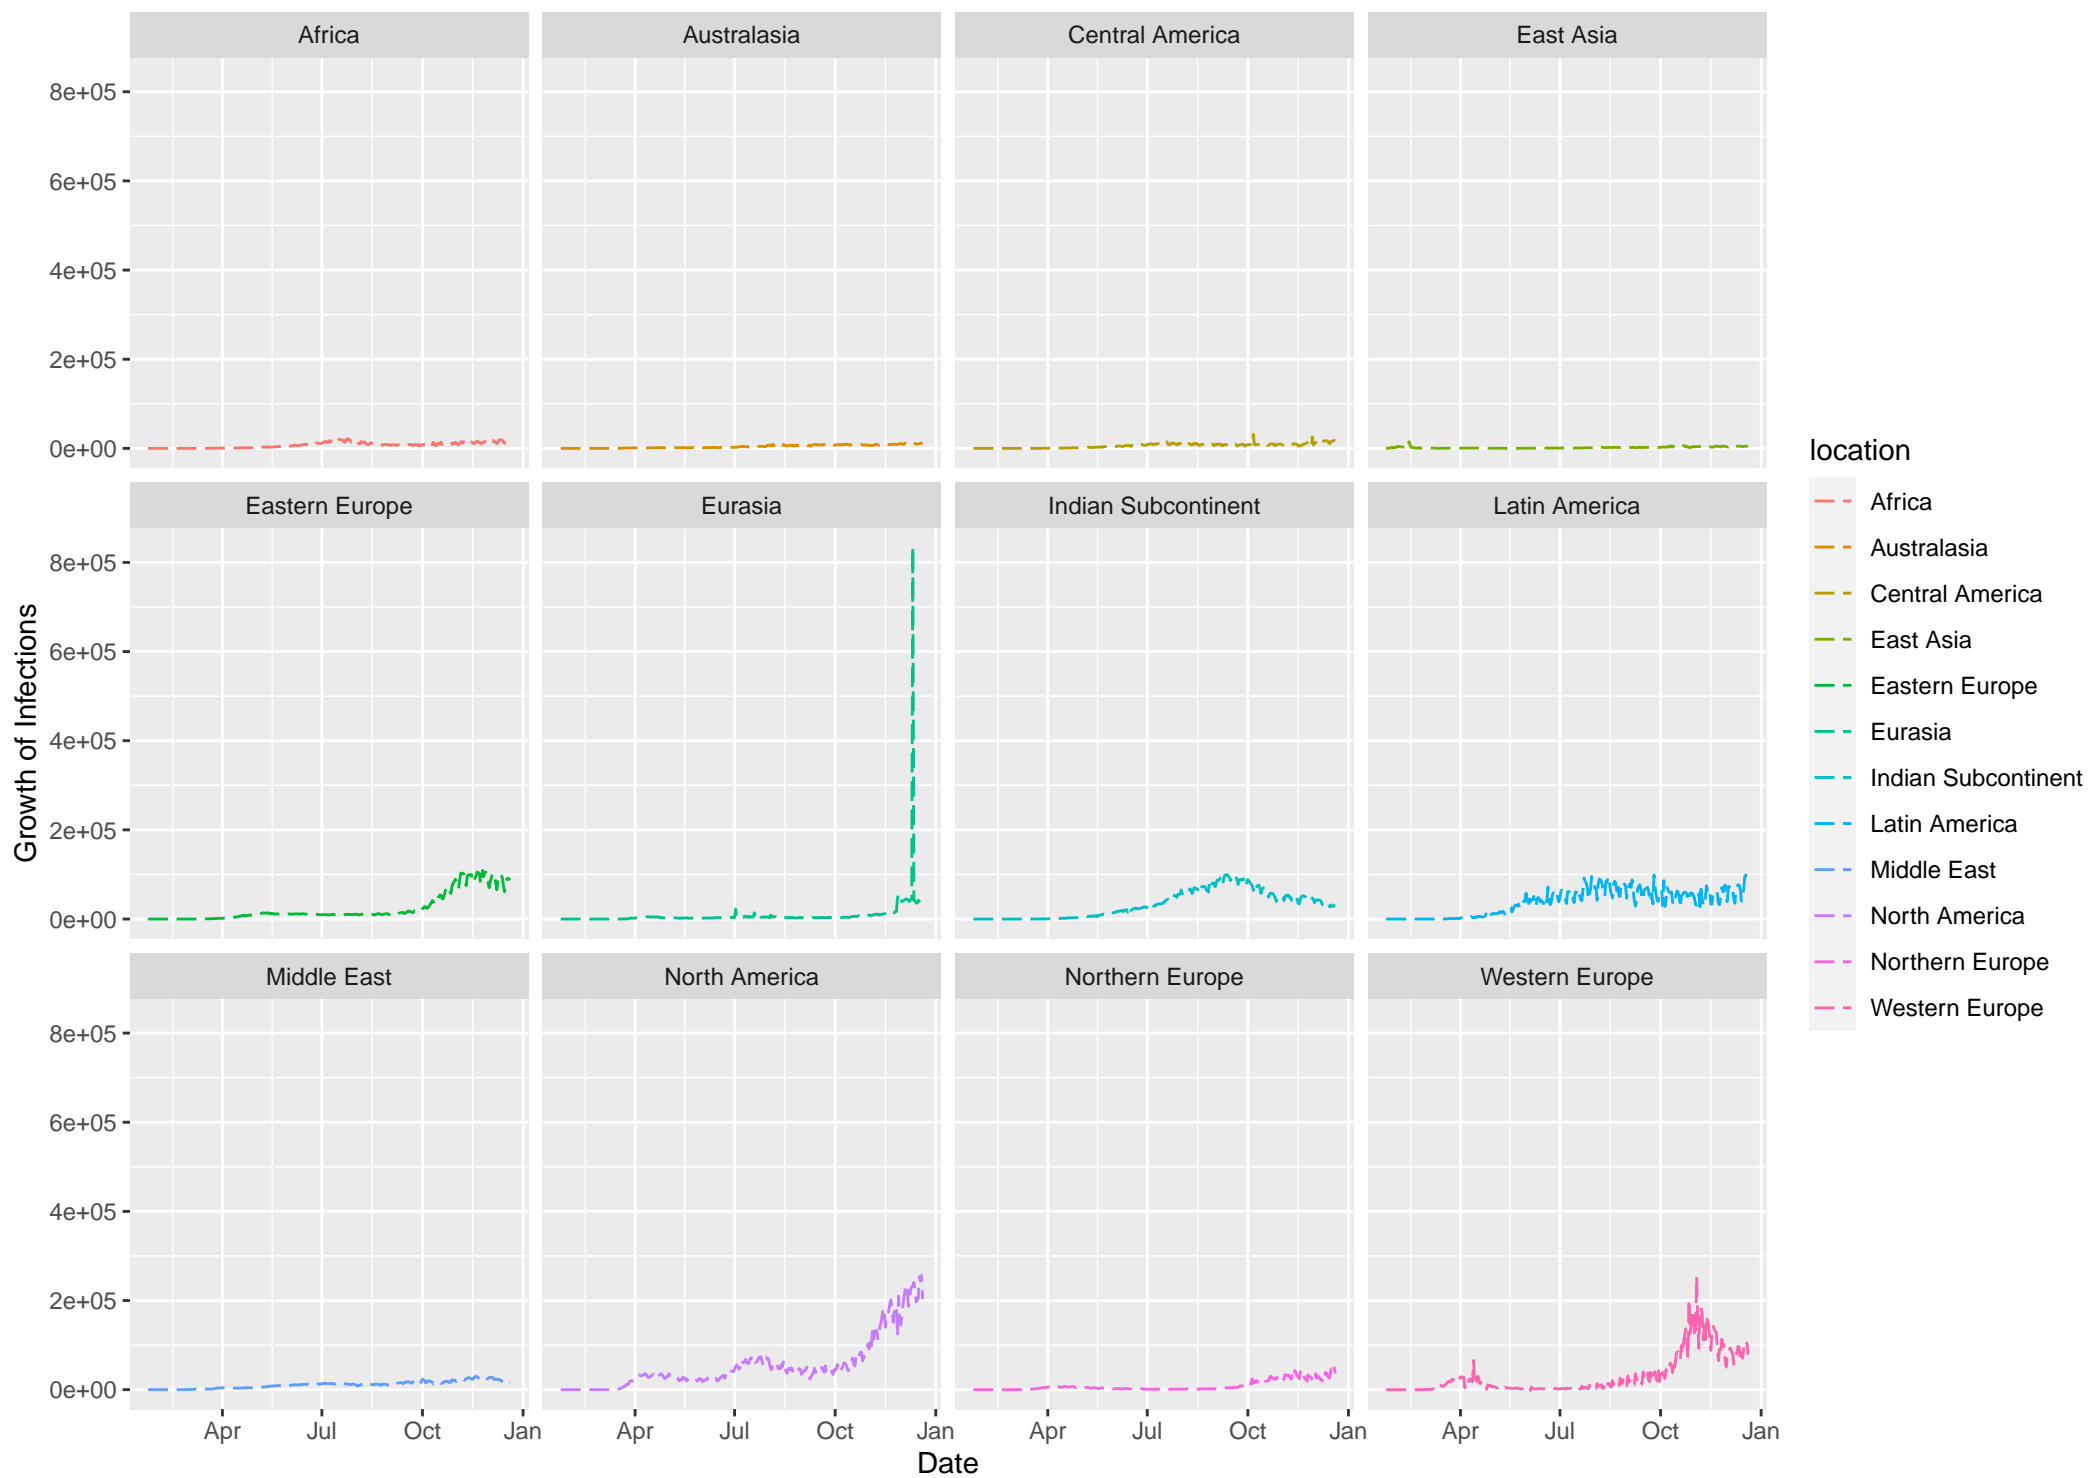 Africa Australasia Central America East Asia
8e+05
6e+05
4e+05
2e+05
0e+00
Eastern Europe Eurasia Indian Subcontinent Latin America
8e+05
6e+05
4e+05
2e+05
0e+00
Middle East North America Northern Europe Western Europe
8e+05
6e+05
4e+05
2e+05
0e+00
Apr Jul Oct Jan Apr Jul Oct Jan Apr Jul Oct Jan Apr Jul Oct Jan
Date
Growth of Infections
location
Africa
Australasia
Central America
East Asia
Eastern Europe
Eurasia
Indian Subcontinent
Latin America
Middle East
North America
Northern Europe
Western Europe